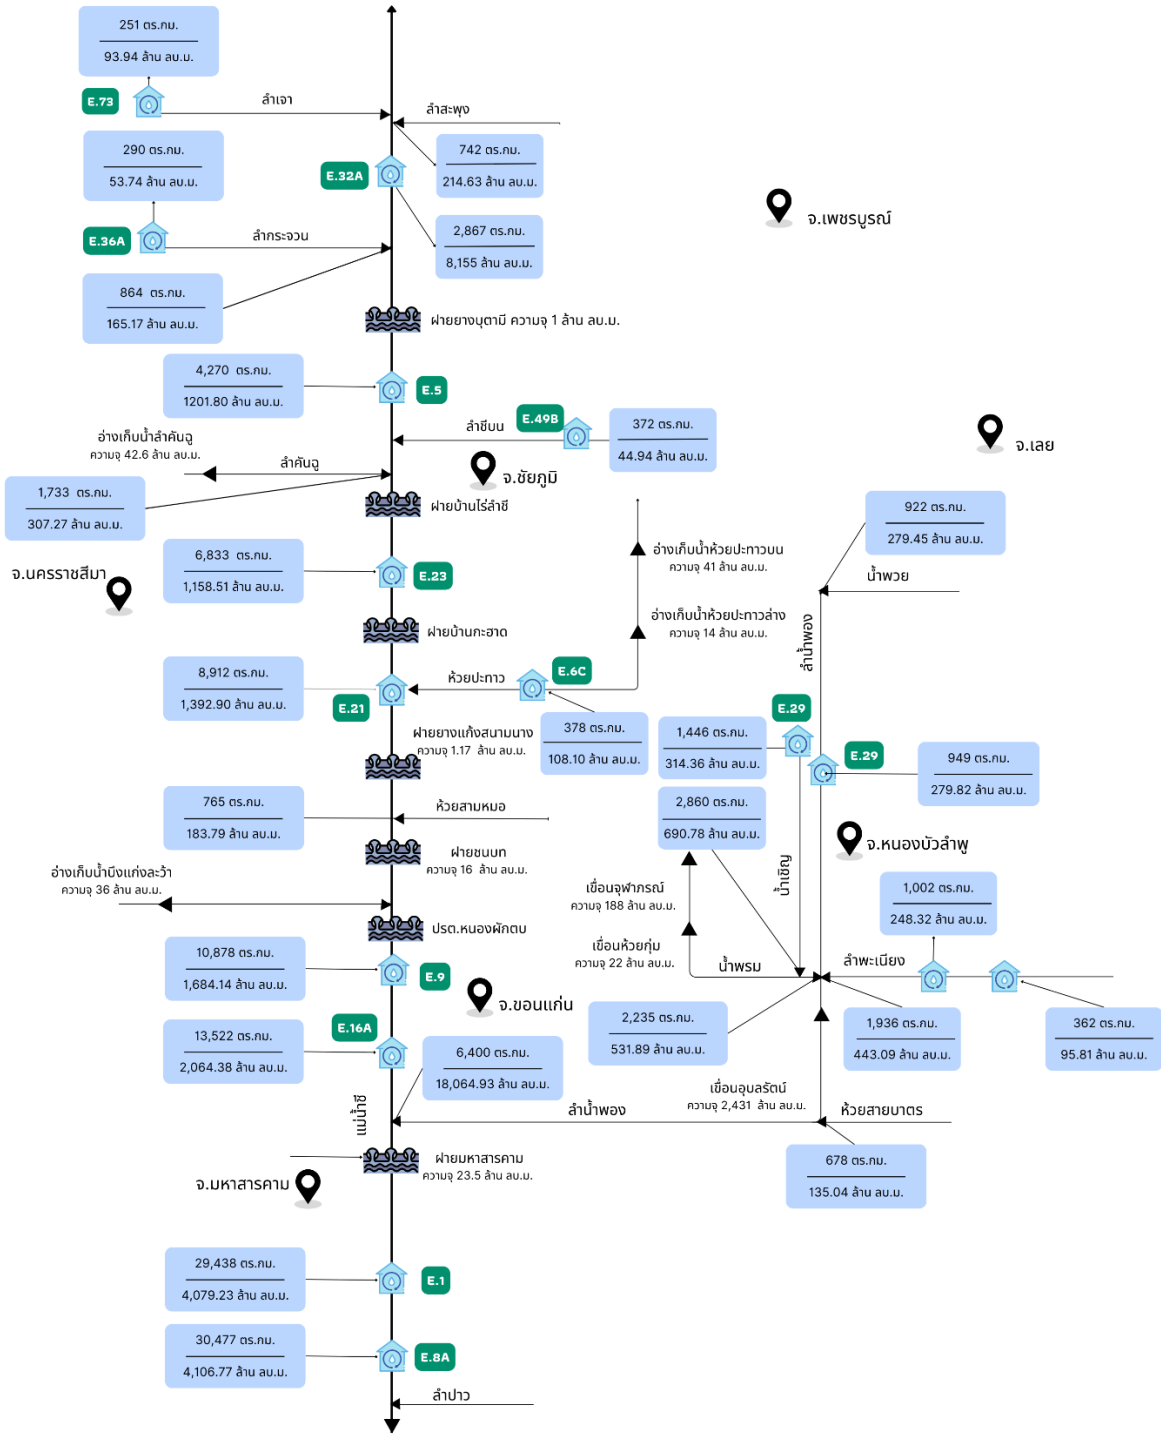 251 ตร.กม.
93.94 ล้าน ลบ.ม.
E.73
ลำเจา
ลำสะพุง
290 ตร.กม.
53.74 ล้าน ลบ.ม.
742 ตร.กม.
214.63 ล้าน ลบ.ม.
E.32A
จ.เพชรบูรณ์
E.36A
ลำกระจวน
2,867 ตร.กม.
8,155 ล้าน ลบ.ม.
864 ตร.กม.
165.17 ล้าน ลบ.ม.
ฝายยางบุตามี ความจุ 1 ล้าน ลบ.ม.
4,270 ตร.กม.
1201.80 ล้าน ลบ.ม.
E.5
E.49B
ลำชีบน
372 ตร.กม.
44.94 ล้าน ลบ.ม.
อ่างเก็บน้ำลำคันฉู
ความจุ 42.6 ล้าน ลบ.ม.
ลำคันฉู
จ.ชัยภูมิ
จ.เลย
1,733 ตร.กม.
307.27 ล้าน ลบ.ม.
ฝายบ้านไร่ลำชี
922 ตร.กม.
279.45 ล้าน ลบ.ม.
อ่างเก็บน้ำห้วยปะทาวบน
ความจุ 41 ล้าน ลบ.ม.
6,833 ตร.กม.
1,158.51 ล้าน ลบ.ม.
E.23
น้ำพวย
จ.นครราชสีมา
อ่างเก็บน้ำห้วยปะทาวล่าง
ความจุ 14 ล้าน ลบ.ม.
ฝายบ้านกะฮาด
ลำน้ำพอง
8,912 ตร.กม.
1,392.90 ล้าน ลบ.ม.
E.21
ห้วยปะทาว
E.6C
E.29
378 ตร.กม.
108.10 ล้าน ลบ.ม.
1,446 ตร.กม.
314.36 ล้าน ลบ.ม.
E.29
949 ตร.กม.
279.82 ล้าน ลบ.ม.
ฝายยางแก้งสนามนาง
ความจุ 1.17 ล้าน ลบ.ม.
765 ตร.กม.
183.79 ล้าน ลบ.ม.
ห้วยสามหมอ
2,860 ตร.กม.
690.78 ล้าน ลบ.ม.
จ.หนองบัวลำพู
ฝายชนบท
ความจุ 16 ล้าน ลบ.ม.
น้ำเชิญ
อ่างเก็บน้ำบึงแก่งละว้า
ความจุ 36 ล้าน ลบ.ม.
เขื่อนจุฬาภรณ์
ความจุ 188 ล้าน ลบ.ม.
1,002 ตร.กม.
248.32 ล้าน ลบ.ม.
ปรต.หนองผักตบ
เขื่อนห้วยกุ่ม
ความจุ 22 ล้าน ลบ.ม.
10,878 ตร.กม.
1,684.14 ล้าน ลบ.ม.
E.9
น้ำพรม
ลำพะเนียง
จ.ขอนแก่น
13,522 ตร.กม.
2,064.38 ล้าน ลบ.ม.
E.16A
2,235 ตร.กม.
531.89 ล้าน ลบ.ม.
1,936 ตร.กม.
443.09 ล้าน ลบ.ม.
362 ตร.กม.
95.81 ล้าน ลบ.ม.
6,400 ตร.กม.
18,064.93 ล้าน ลบ.ม.
เขื่อนอุบลรัตน์
ความจุ 2,431 ล้าน ลบ.ม.
แม่น้ำชี
ลำน้ำพอง
ห้วยสายบาตร
ฝายมหาสารคาม
ความจุ 23.5 ล้าน ลบ.ม.
จ.มหาสารคาม
678 ตร.กม.
135.04 ล้าน ลบ.ม.
29,438 ตร.กม.
4,079.23 ล้าน ลบ.ม.
E.1
30,477 ตร.กม.
4,106.77 ล้าน ลบ.ม.
E.8A
ลำปาว